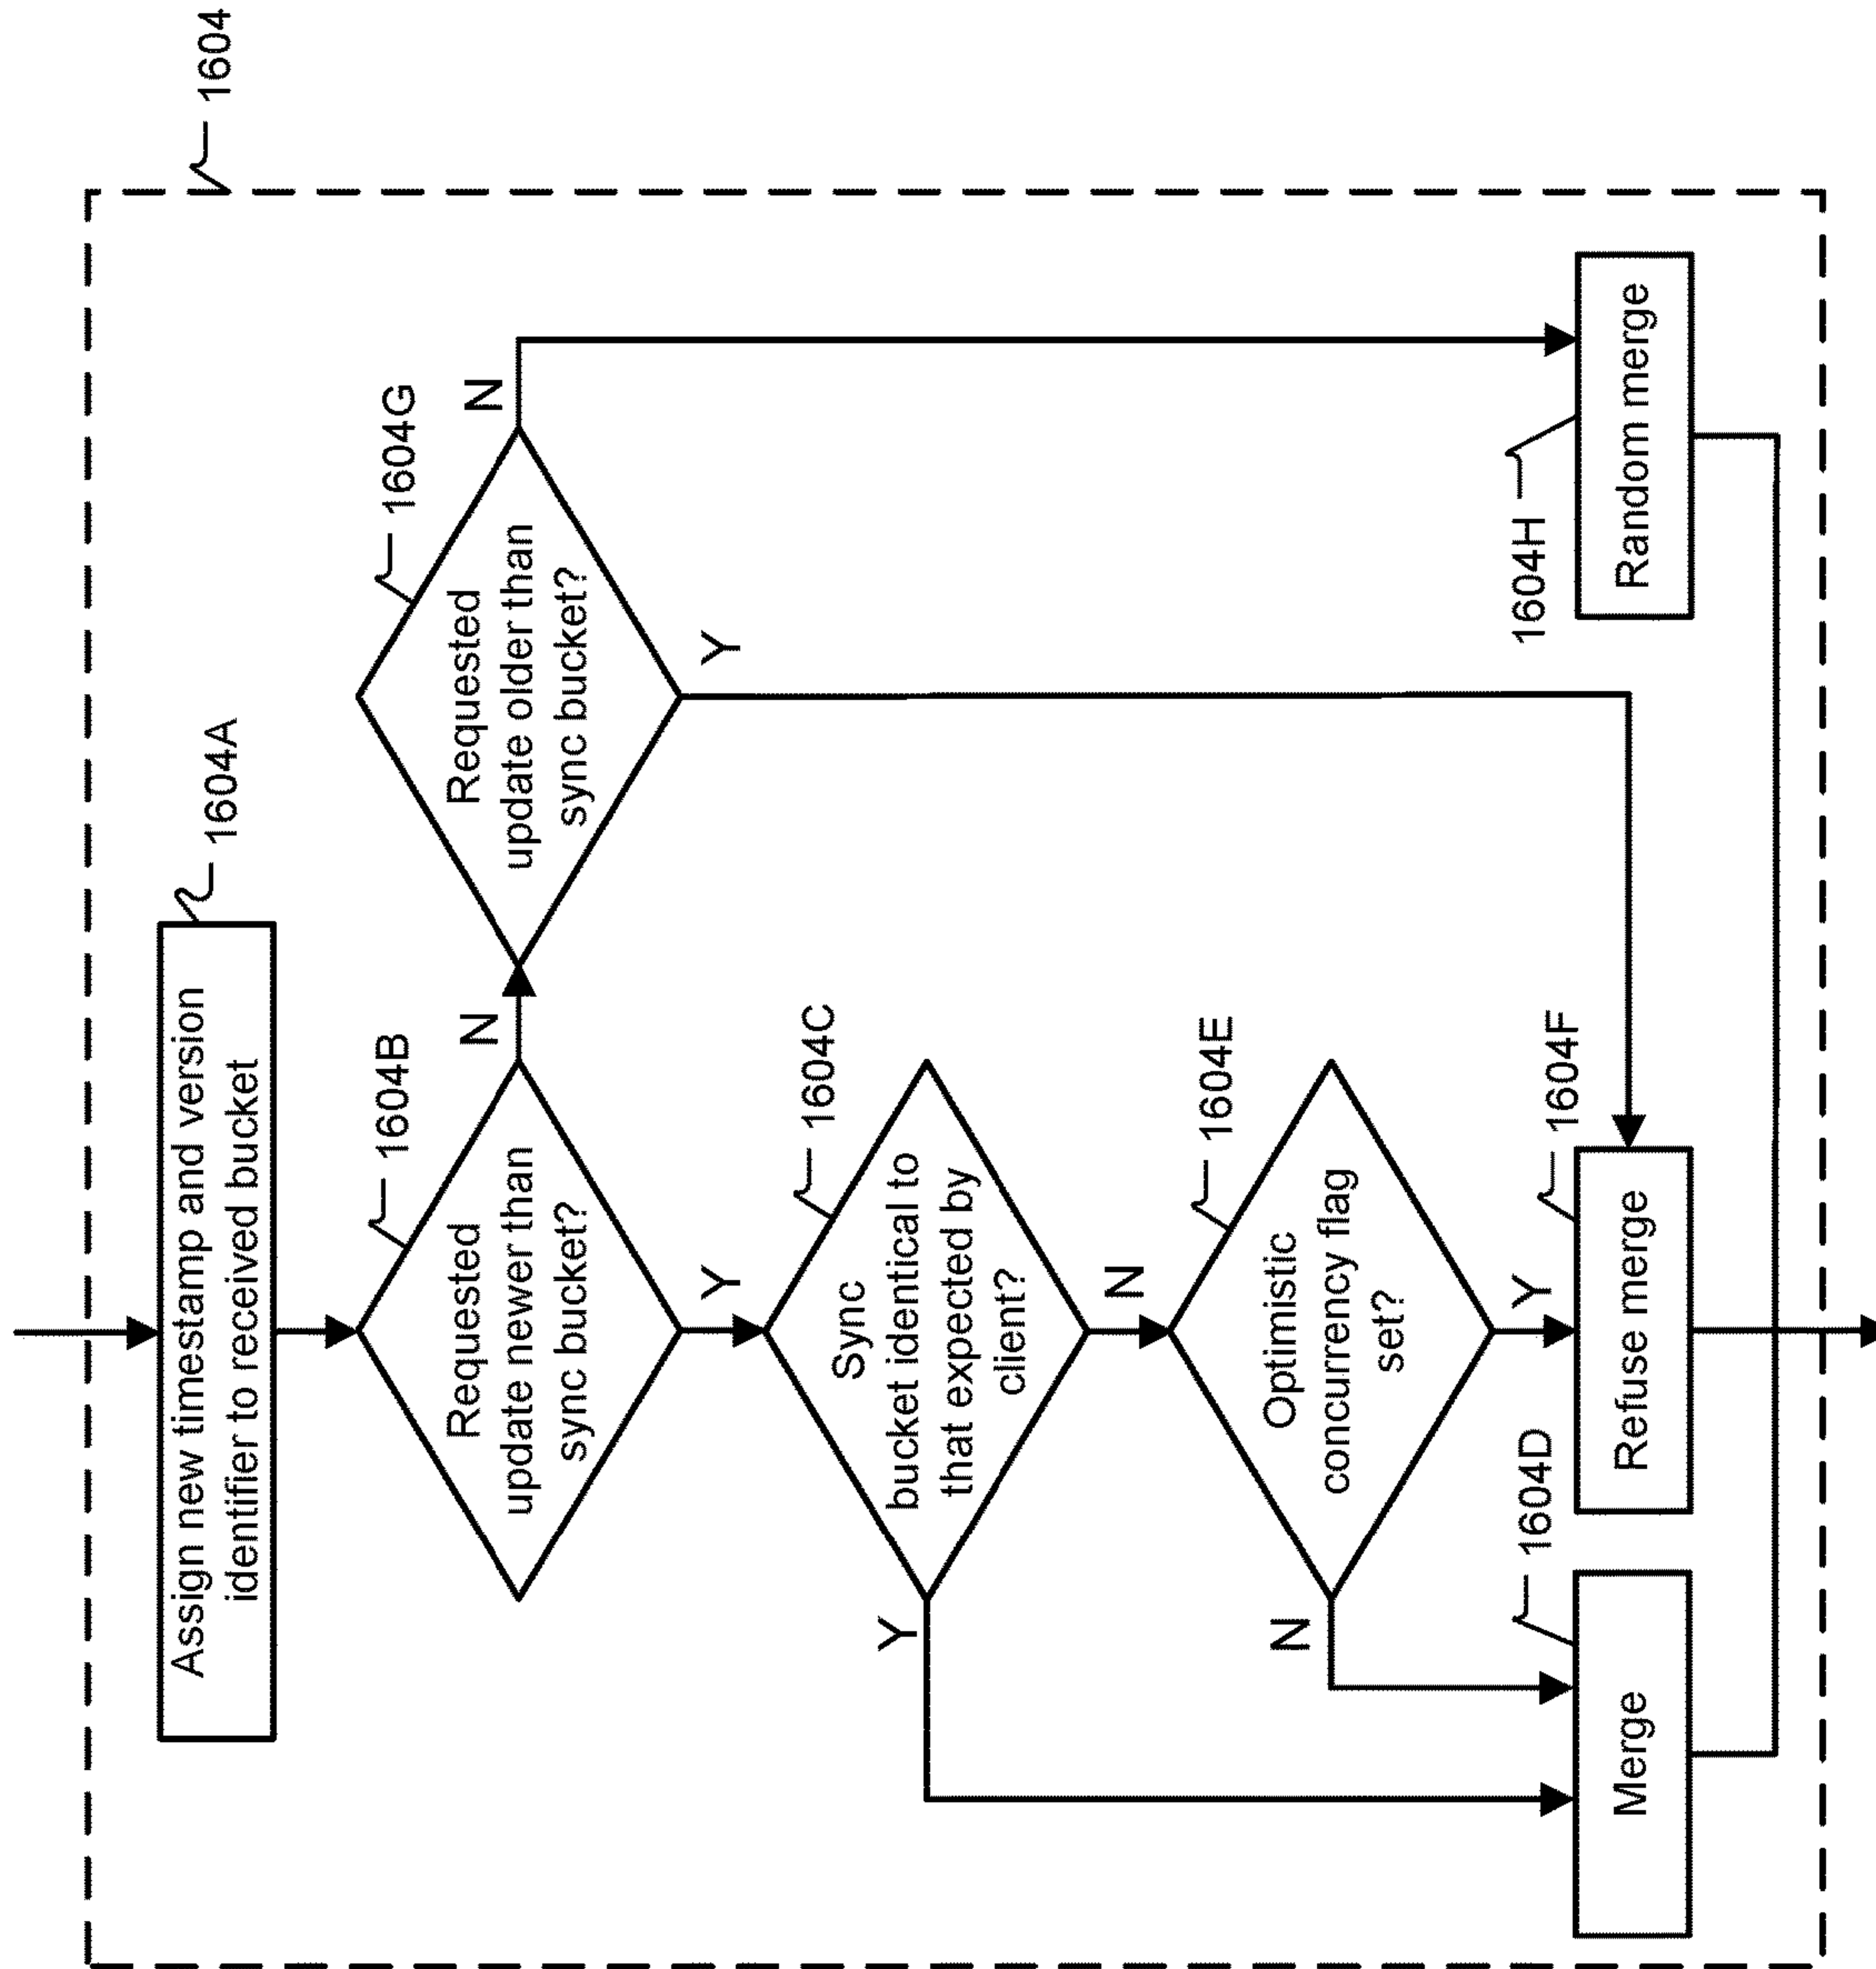 1604
1604A
Assign new timestamp and version
identifier to received bucket
1604B
Requested
update newer than
sync bucket?
N
Y
1604G
Requested
update older than
sync bucket?
N
Y
1604C
Sync
bucket identical to
that expected by
client?
Y
N
1604E
Optimistic
concurrency flag
set?
N
Y
1604D
Merge
1604F
Refuse merge
1604H
Random merge